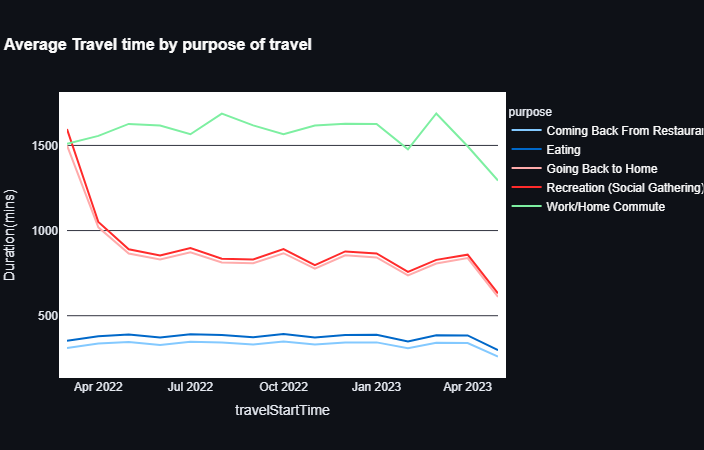 Average Travel time by purpose of travel
purpose
Coming Back From Restaura
Eating
Going Back to Home
Recreation (Social Gathering)
Work/Home Commute
Duration(mins)
1500
1000
500
Apr 2022
Jul 2022
Oct 2022
Jan 2023
Apr 2023
travelStartTime